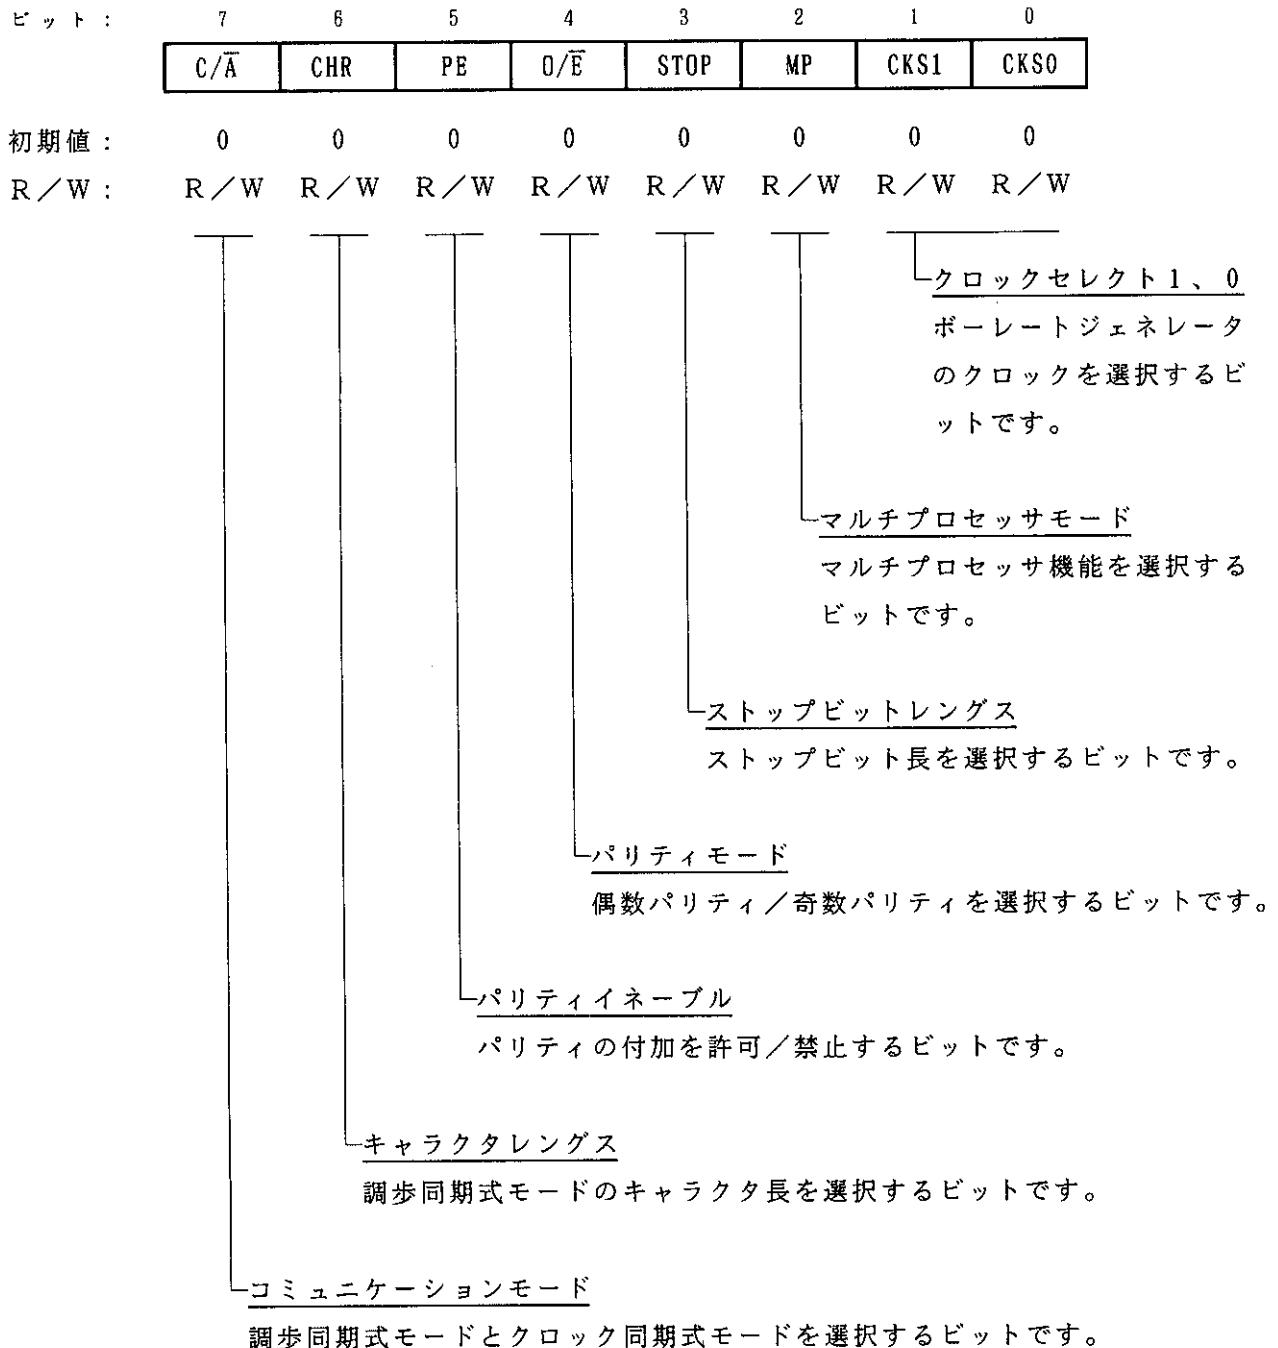 ビット： 7 6 5 4 3 2 1 0
C/A̅ CHR PE O/E̅ STOP MP CKS1 CKS0
初期値： 0 0 0 0 0 0 0 0
R／W： R／W R／W R／W R／W R／W R／W R／W R／W
クロックセレクト1、0
ボーレートジェネレータ
のクロックを選択するビ
ットです。
マルチプロセッサモード
マルチプロセッサ機能を選択する
ビットです。
ストップビットレングス
ストップビット長を選択するビットです。
パリティモード
偶数パリティ／奇数パリティを選択するビットです。
パリティイネーブル
パリティの付加を許可／禁止するビットです。
キャラクタレングス
調歩同期式モードのキャラクタ長を選択するビットです。
コミュニケーションモード
調歩同期式モードとクロック同期式モードを選択するビットです。